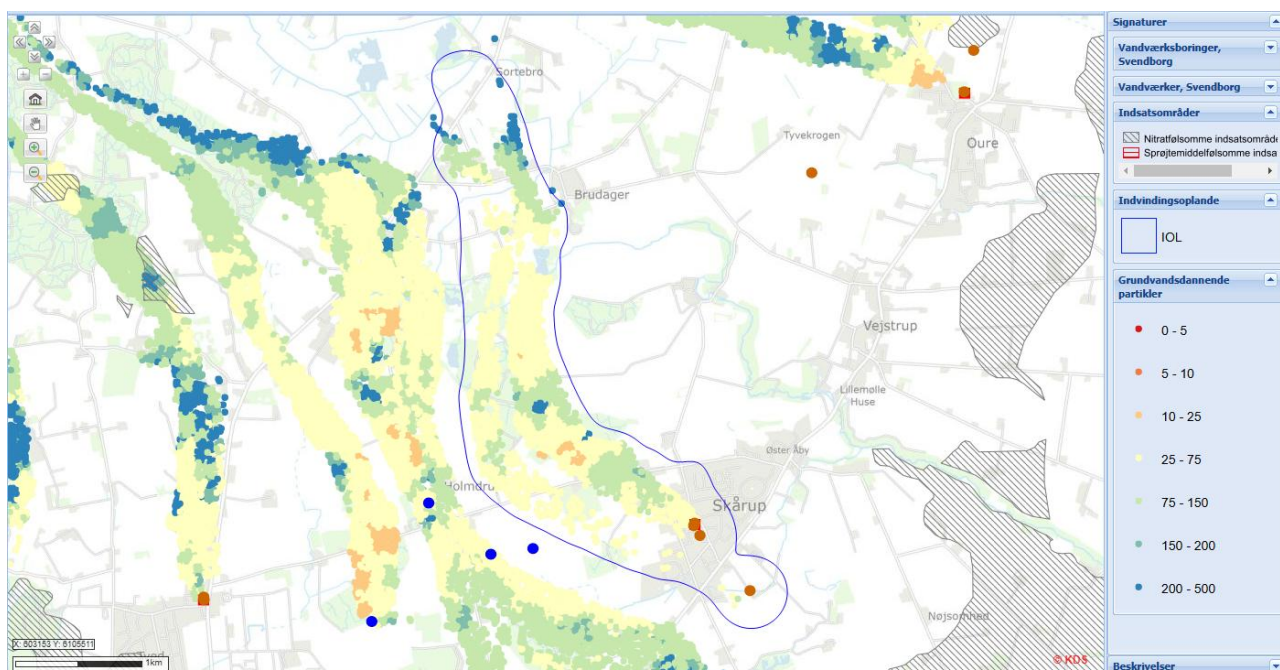 Sortebro
Tyvekrogen
Oure
Brudager
Vejstrup
Lillemølle
Huse
Øster Åby
Holmdru
Skårup
Nøjsomhed
Tved
X: 603153 Y: 6105511
1km
© KDS
Signaturer
Vandværksboringer,
Svendborg
Vandværker, Svendborg
Indsatsområder
Nitratfølsomme indsatsområde
Sprøjtemiddelfølsomme indsa
Indvindingsoplande
IOL
Grundvandsdannende
partikler
0 - 5
5 - 10
10 - 25
25 - 75
75 - 150
150 - 200
200 - 500
Beskrivelser